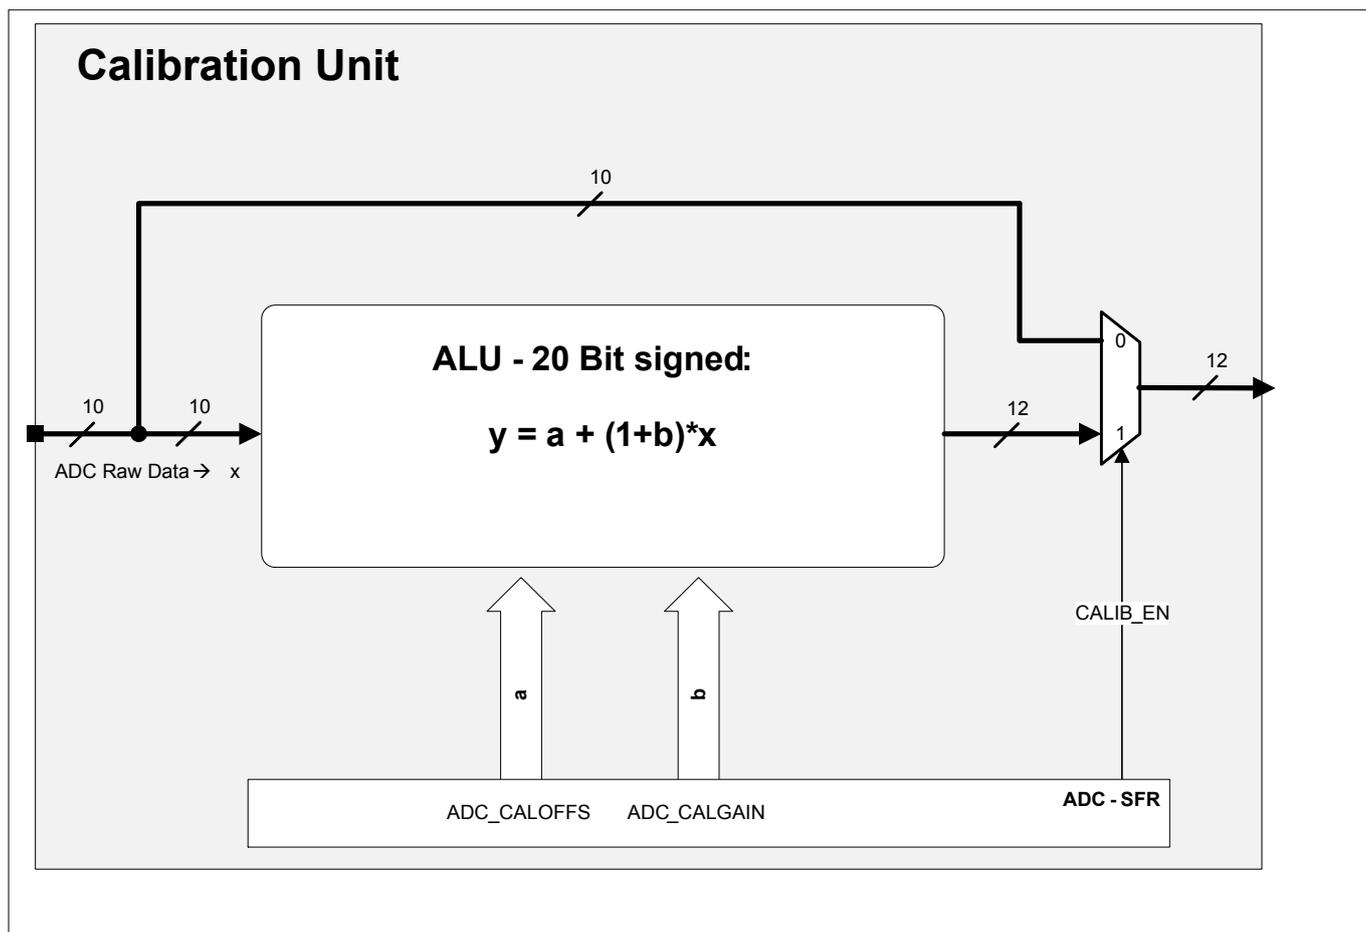 Calibration Unit
10
ALU - 20 Bit signed:
y = a + (1+b)*x
0
12
10
10
12
1
ADC Raw Data → x
CALIB_EN
a
b
ADC - SFR
ADC_CALOFFS
ADC_CALGAIN